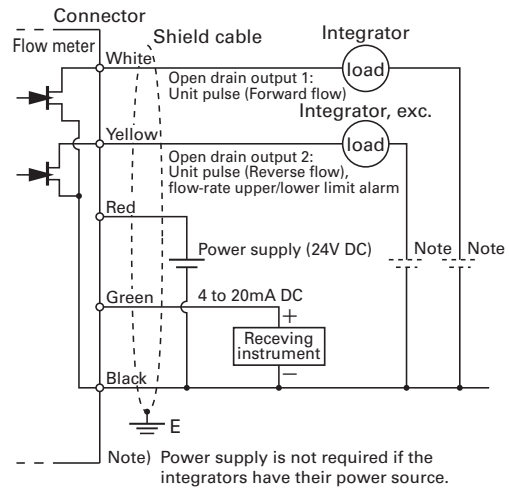 Connector
Flow meter
Shield cable
Integrator
White
load
Open drain output 1:
Unit pulse (Forward flow)
Integrator, exc.
Yellow
load
Open drain output 2:
Unit pulse (Reverse flow),
flow-rate upper/lower limit alarm
Red
Power supply (24V DC)
Note
Note
Green
4 to 20mA DC
+
Receving
instrument
−
Black
E
Note) Power supply is not required if the
integrators have their power source.